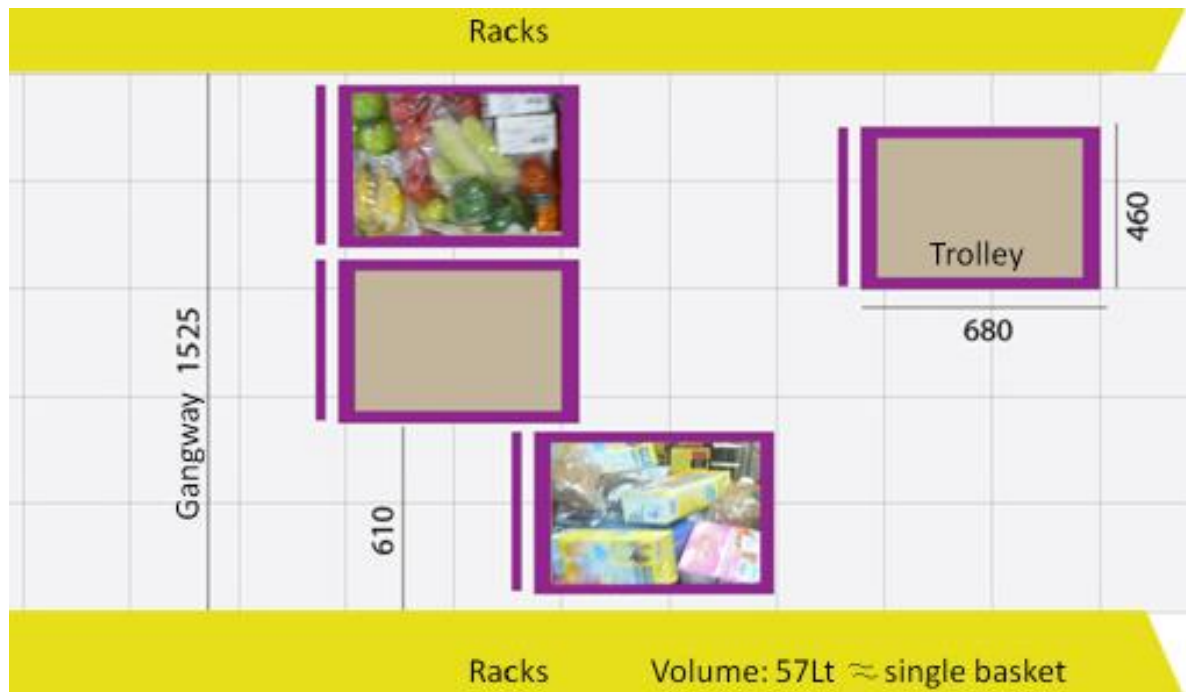 Racks
Trolley
460
680
Gangway 1525
610
Racks
Volume: 57Lt ≈ single basket